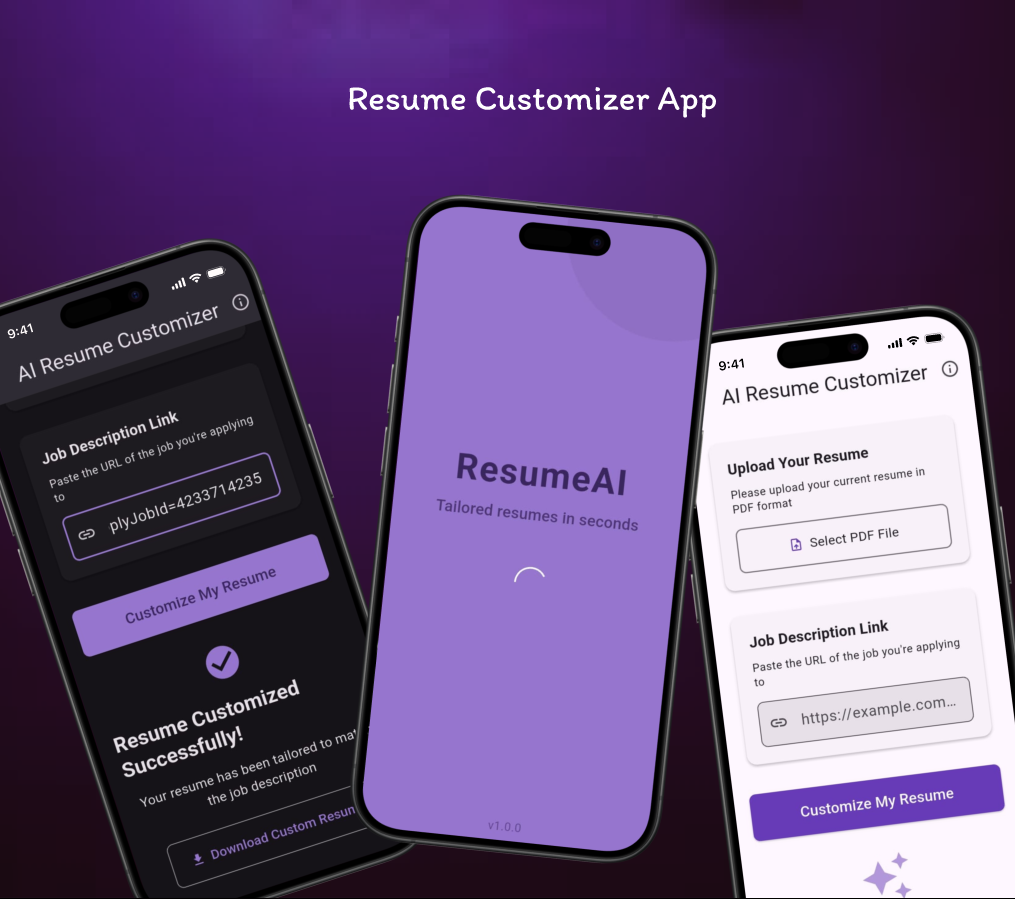 Resume Customizer App
9:41
AI Resume Customizer
Job Description Link
Paste the URL of the job you're applying
to
plyJobId=4233714235
Customize My Resume
Resume Customized
Successfully!
Your resume has been tailored to mat
the job description
Download Custom Resun
ResumeAI
Tailored resumes in seconds
v1.0.0
9:41
AI Resume Customizer
Upload Your Resume
Please upload your current resume in
PDF format
Select PDF File
Job Description Link
Paste the URL of the job you're applying
to
https://example.com...
Customize My Resume